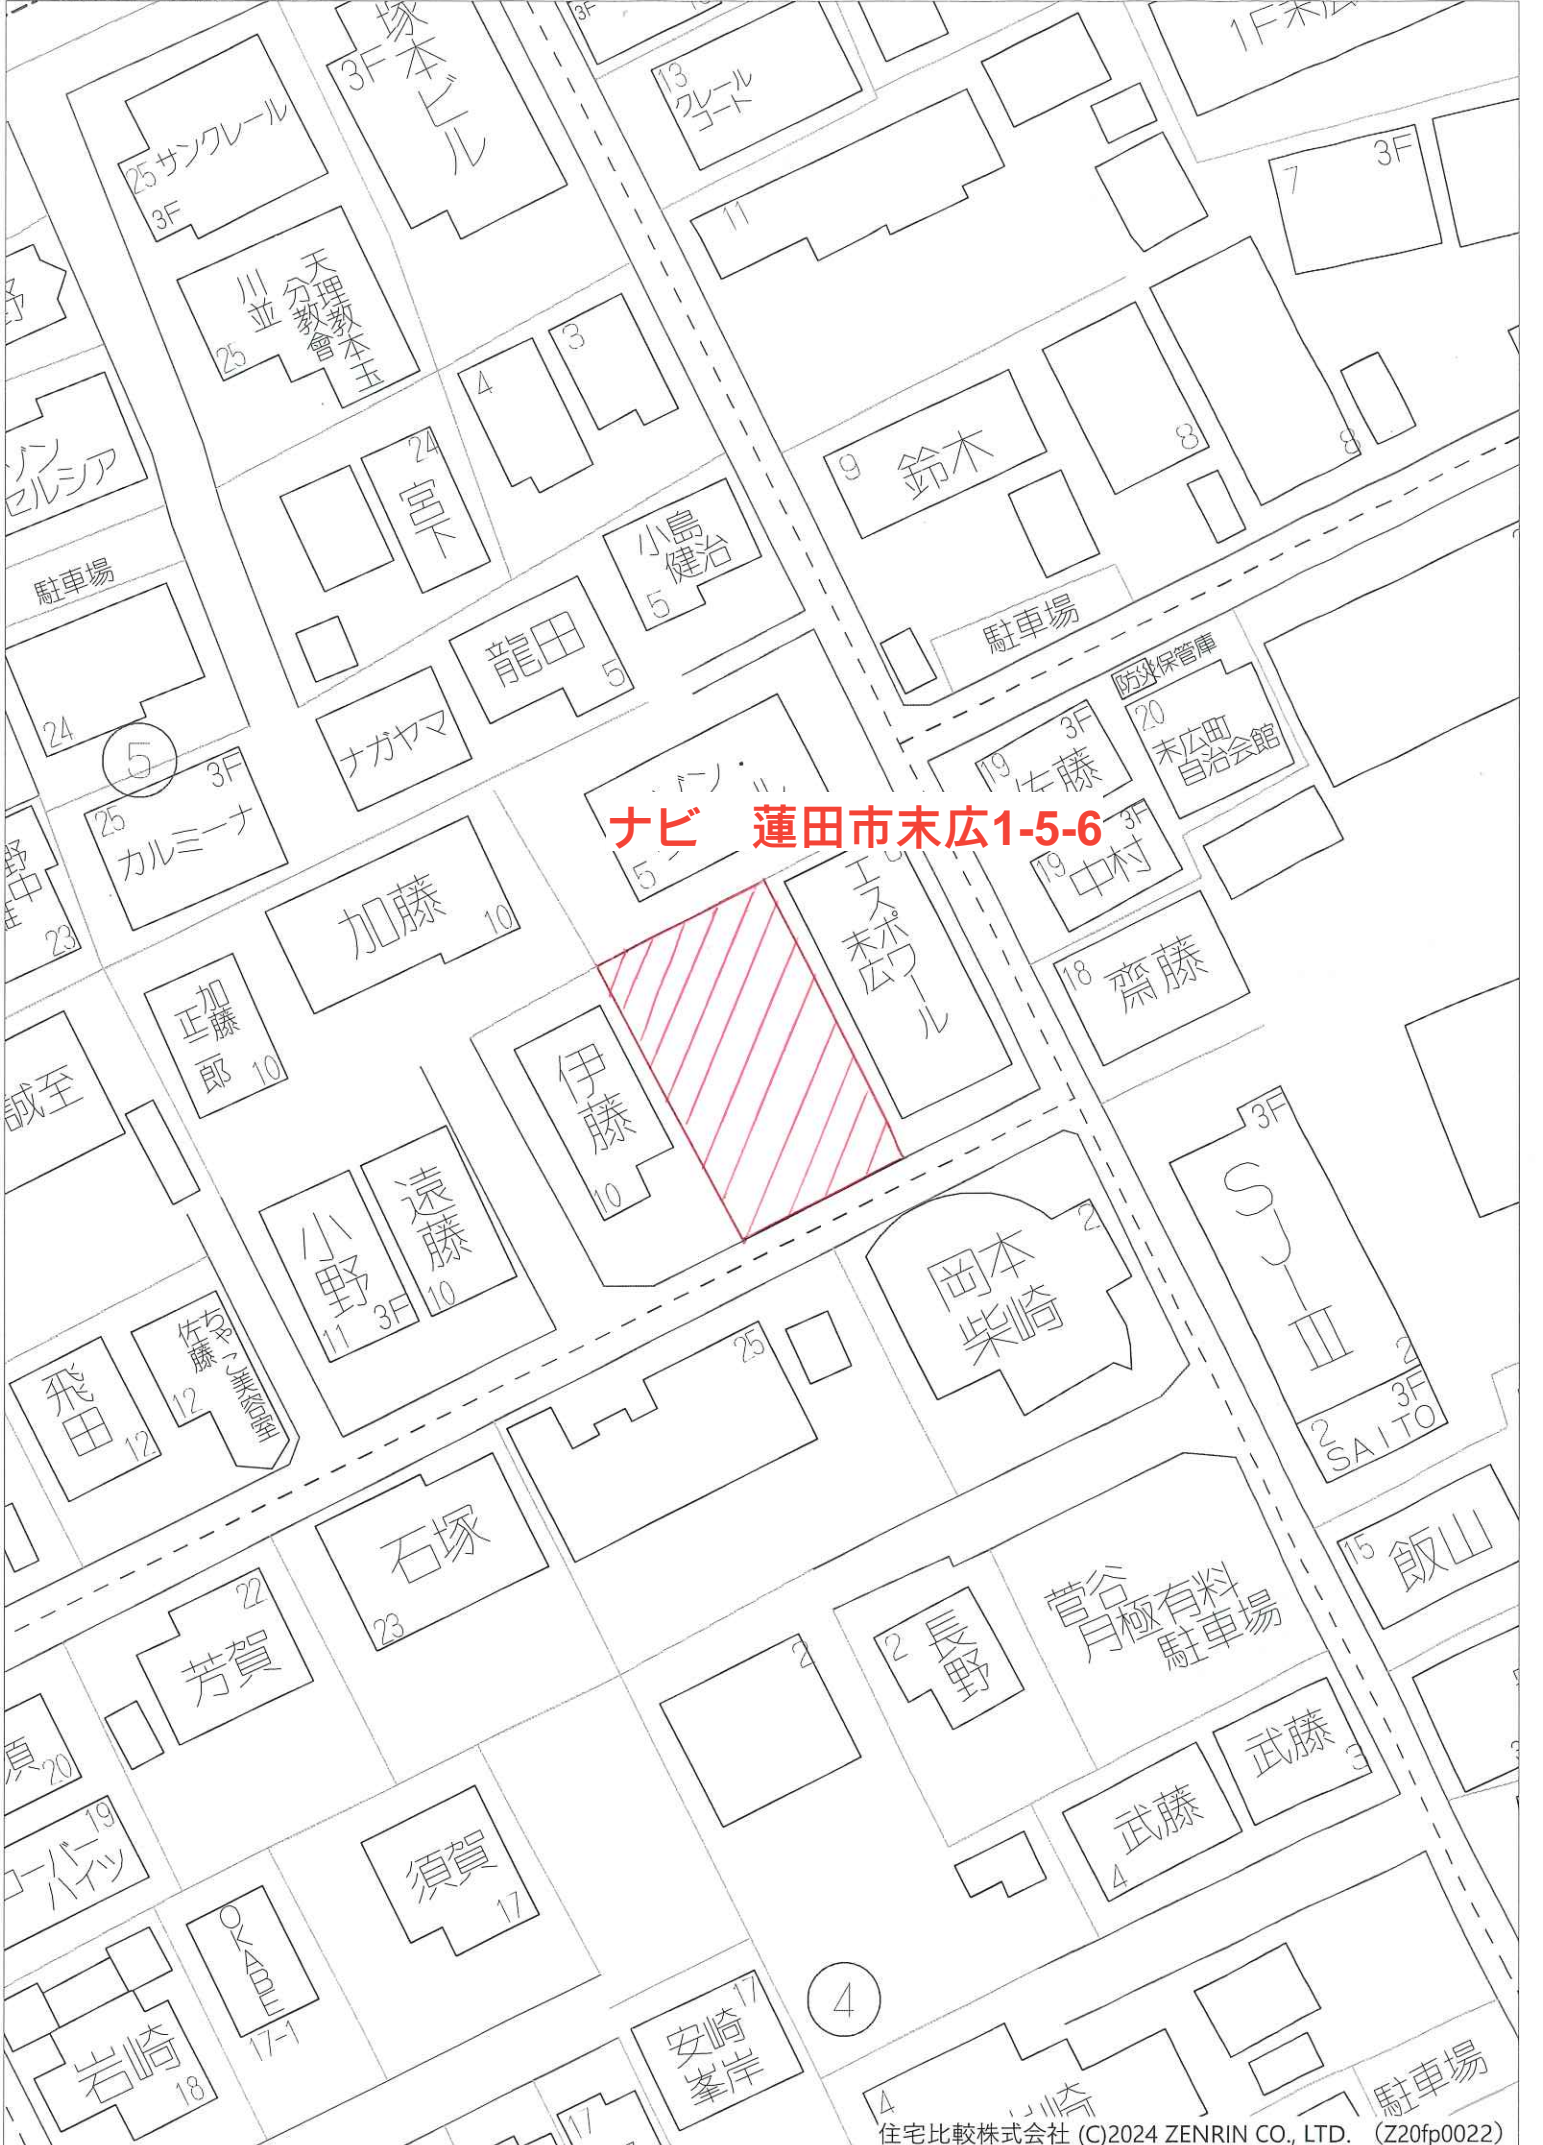 塚本ビル
3F
3F
13
クレール
コート
1F末広
25 サンクレール
3F
11
7
3F
川並
天理教本玉
分教會
25
3
4
野
ゾン
セルシア
24
宮下
9
鈴木
8
8
小島
健治
5
駐車場
龍田
5
駐車場
防災保管庫
20
末広町
自治会館
24
5
ナガヤマ
19
3F
佐藤
25
3F
カルミーナ
ゾン・
ナビ　蓮田市末広1-5-6
5
3F
19
中村
加藤
10
エスポワール
末広
23
18
齋藤
加藤
正
郎
10
誠至
伊藤
10
遠藤
10
小野
11
3F
3F
SJ-III
2
岡本
柴崎
2
佐藤
ちゃこ美容室
12
飛田
12
25
2
3F
SAITO
石塚
23
15
飯山
芳賀
22
菅谷
月極有料
駐車場
2
長野
2
須
20
武藤
3
武藤
4
19
ーバー
ハイツ
須賀
17
OKABE
17-1
4
岩崎
18
安崎
峯岸
17
17
4
崎
駐車場
住宅比較株式会社 (C)2024 ZENRIN CO., LTD. （Z20fp0022）